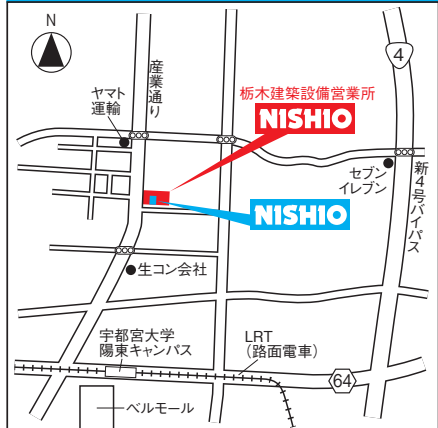 N
4
産業通り
ヤマト
運輸
栃木建築設備営業所
NISHIO
セブン
イレブン
新4号バイパス
NISHIO
生コン会社
宇都宮大学
陽東キャンパス
LRT
（路面電車）
64
ベルモール